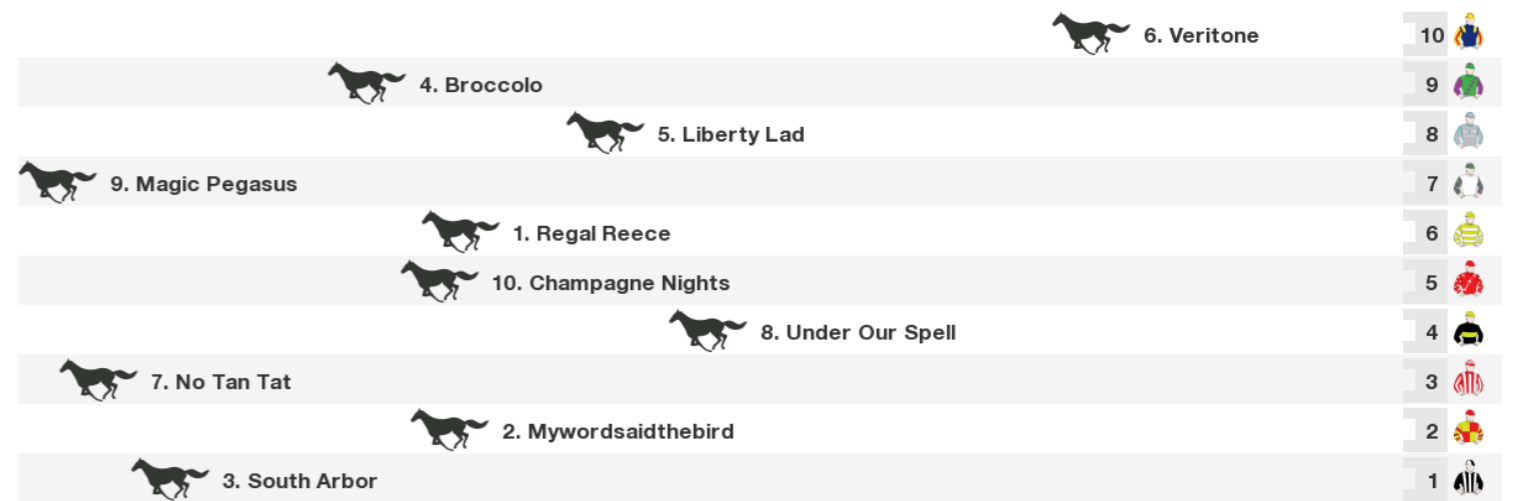 6. Veritone 10
4. Broccolo 9
5. Liberty Lad 8
9. Magic Pegasus 7
1. Regal Reece 6
10. Champagne Nights 5
8. Under Our Spell 4
7. No Tan Tat 3
2. Mywordsaidthebird 2
3. South Arbor 1